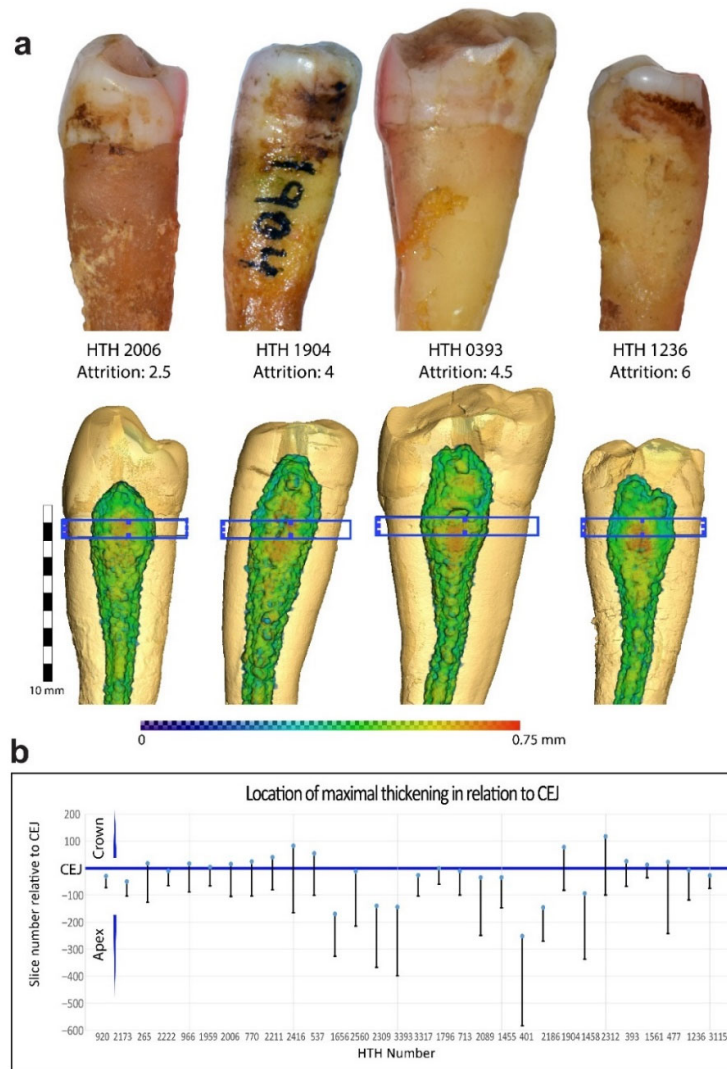 a
1904
HTH 2006
Attrition: 2.5
HTH 1904
Attrition: 4
HTH 0393
Attrition: 4.5
HTH 1236
Attrition: 6
10 mm
0
0.75 mm
b
Location of maximal thickening in relation to CEJ
Slice number relative to CEJ
Crown
Apex
200
100
CEJ
−100
−200
−300
−400
−500
−600
920 2173 265 2222 966 1959 2006 770 2211 2416 537 1656 2560 2309 3393 3317 1796 713 2089 1455 401 2186 1904 1458 2312 393 1561 477 1236 3115
HTH Number